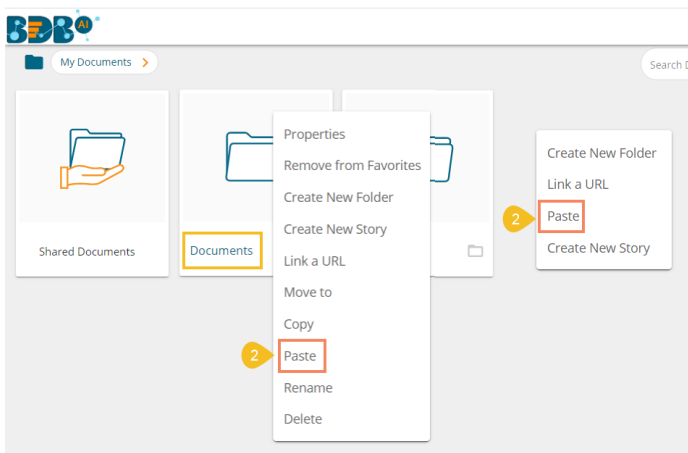 BDB AI
My Documents >
Search D
Shared Documents
Documents
Properties
Remove from Favorites
Create New Folder
Create New Story
Link a URL
Move to
Copy
2 Paste
Rename
Delete
Create New Folder
Link a URL
2 Paste
Create New Story